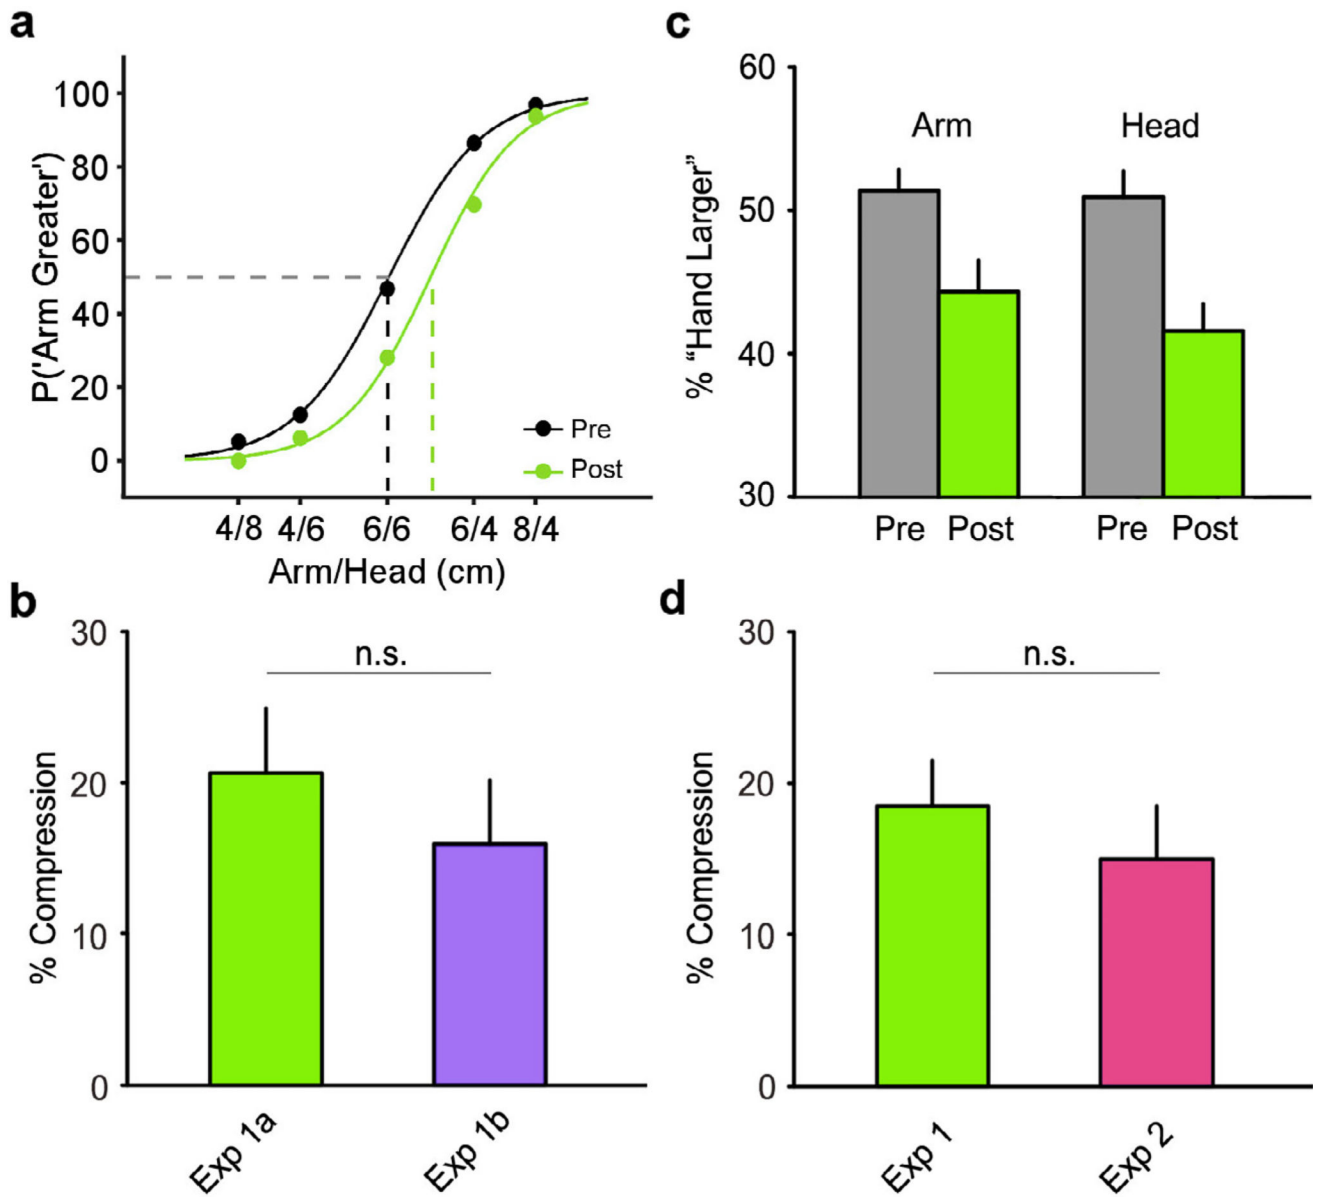 a
P('Arm Greater')
100
80
60
40
20
0
Pre
Post
4/8 4/6 6/6 6/4 8/4
Arm/Head (cm)
c
% “Hand Larger”
60
50
40
30
Arm Head
Pre Post Pre Post
b
% Compression
30
20
10
0
n.s.
Exp 1a Exp 1b
d
% Compression
30
20
10
0
n.s.
Exp 1 Exp 2